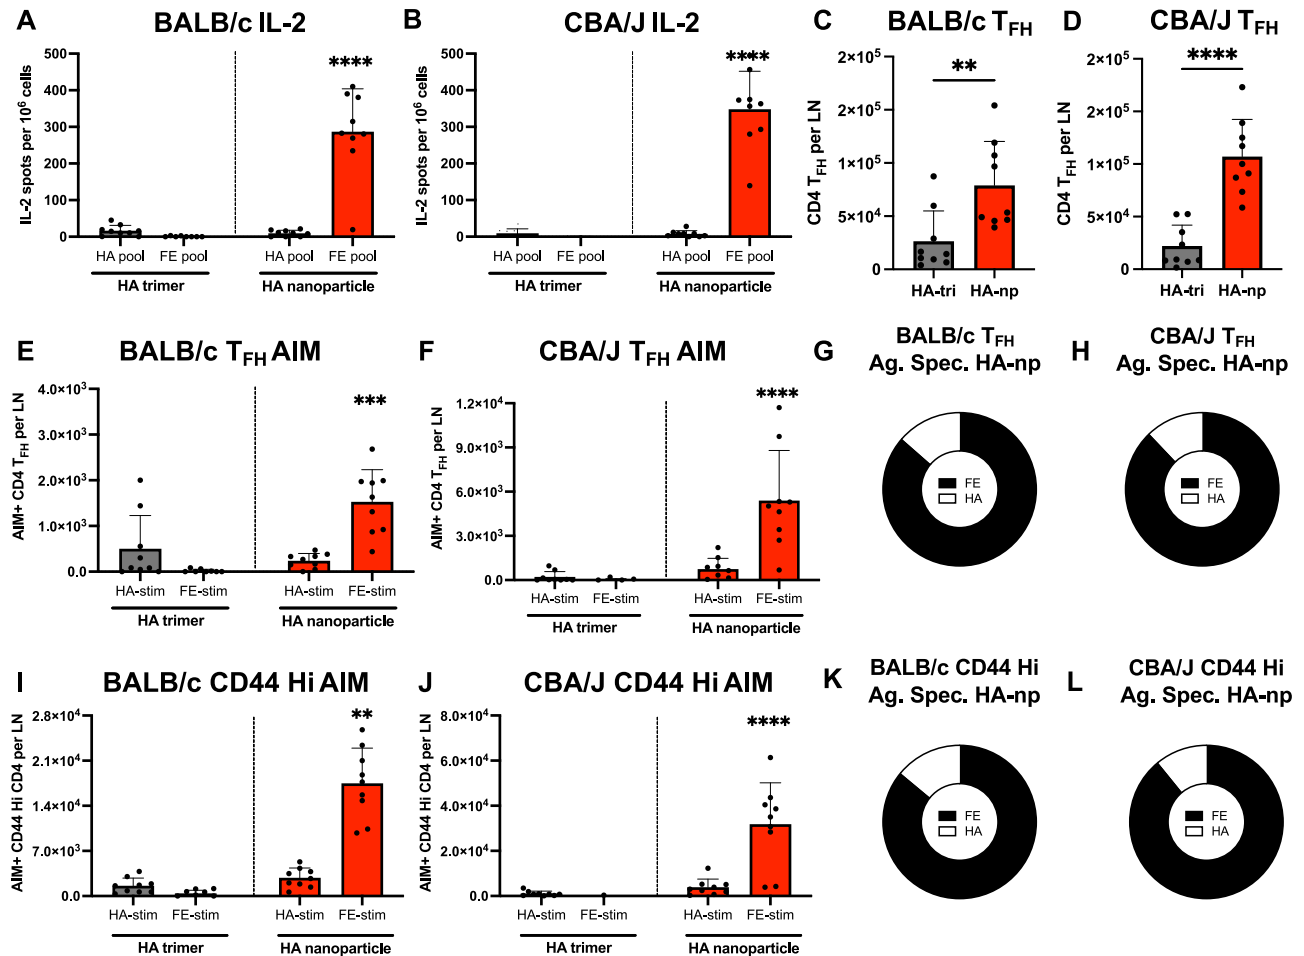 A
BALB/c IL-2
IL-2 spots per 10⁶ cells
500
400
300
200
100
0
****
HA pool
FE pool
HA pool
FE pool
HA trimer
HA nanoparticle
B
CBA/J IL-2
IL-2 spots per 10⁶ cells
500
400
300
200
100
0
****
HA pool
FE pool
HA pool
FE pool
HA trimer
HA nanoparticle
C
BALB/c T_FH
CD4 T_FH per LN
2×10⁵
2×10⁵
1×10⁵
5×10⁴
0
**
HA-tri
HA-np
D
CBA/J T_FH
CD4 T_FH per LN
2×10⁵
2×10⁵
1×10⁵
5×10⁴
0
****
HA-tri
HA-np
E
BALB/c T_FH AIM
AIM+ CD4 T_FH per LN
4.0×10³
3.0×10³
2.0×10³
1.0×10³
0.0
***
HA-stim
FE-stim
HA-stim
FE-stim
HA trimer
HA nanoparticle
F
CBA/J T_FH AIM
AIM+ CD4 T_FH per LN
1.2×10⁴
9.0×10³
6.0×10³
3.0×10³
0.0
****
HA-stim
FE-stim
HA-stim
FE-stim
HA trimer
HA nanoparticle
G
BALB/c T_FH
Ag. Spec. HA-np
FE
HA
H
CBA/J T_FH
Ag. Spec. HA-np
FE
HA
I
BALB/c CD44 Hi AIM
AIM+ CD44 Hi CD4 per LN
2.8×10⁴
2.1×10⁴
1.4×10⁴
7.0×10³
0.0
**
HA-stim
FE-stim
HA-stim
FE-stim
HA trimer
HA nanoparticle
J
CBA/J CD44 Hi AIM
AIM+ CD44 Hi CD4 per LN
8.0×10⁴
6.0×10⁴
4.0×10⁴
2.0×10⁴
0.0
****
HA-stim
FE-stim
HA-stim
FE-stim
HA trimer
HA nanoparticle
K
BALB/c CD44 Hi
Ag. Spec. HA-np
FE
HA
L
CBA/J CD44 Hi
Ag. Spec. HA-np
FE
HA